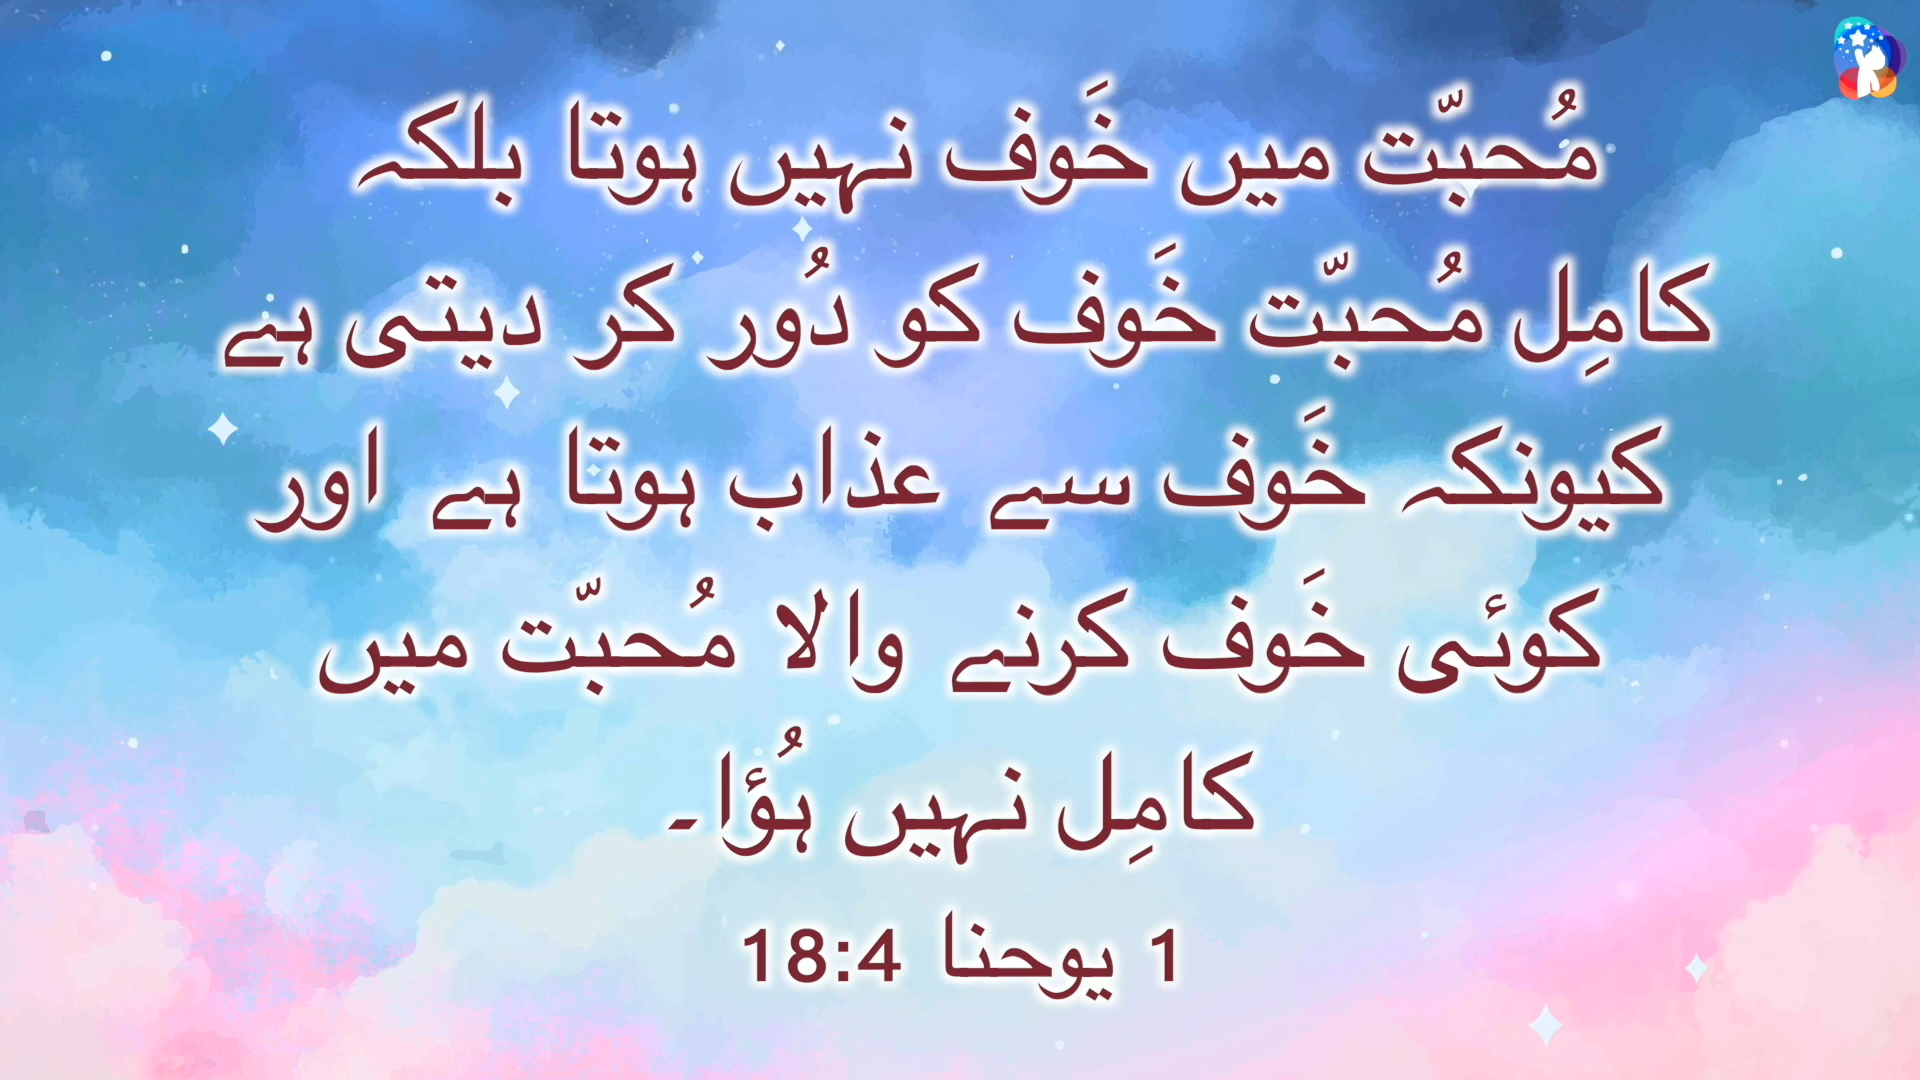 مُحبّت میں خَوف نہیں ہوتا بلکہ
کامِل مُحبّت خَوف کو دُور کر دیتی ہے
کیونکہ خَوف سے عذاب ہوتا ہے اور
کوئی خَوف کرنے والا مُحبّت میں
کامِل نہیں ہُؤا۔
1 یوحنا 18:4